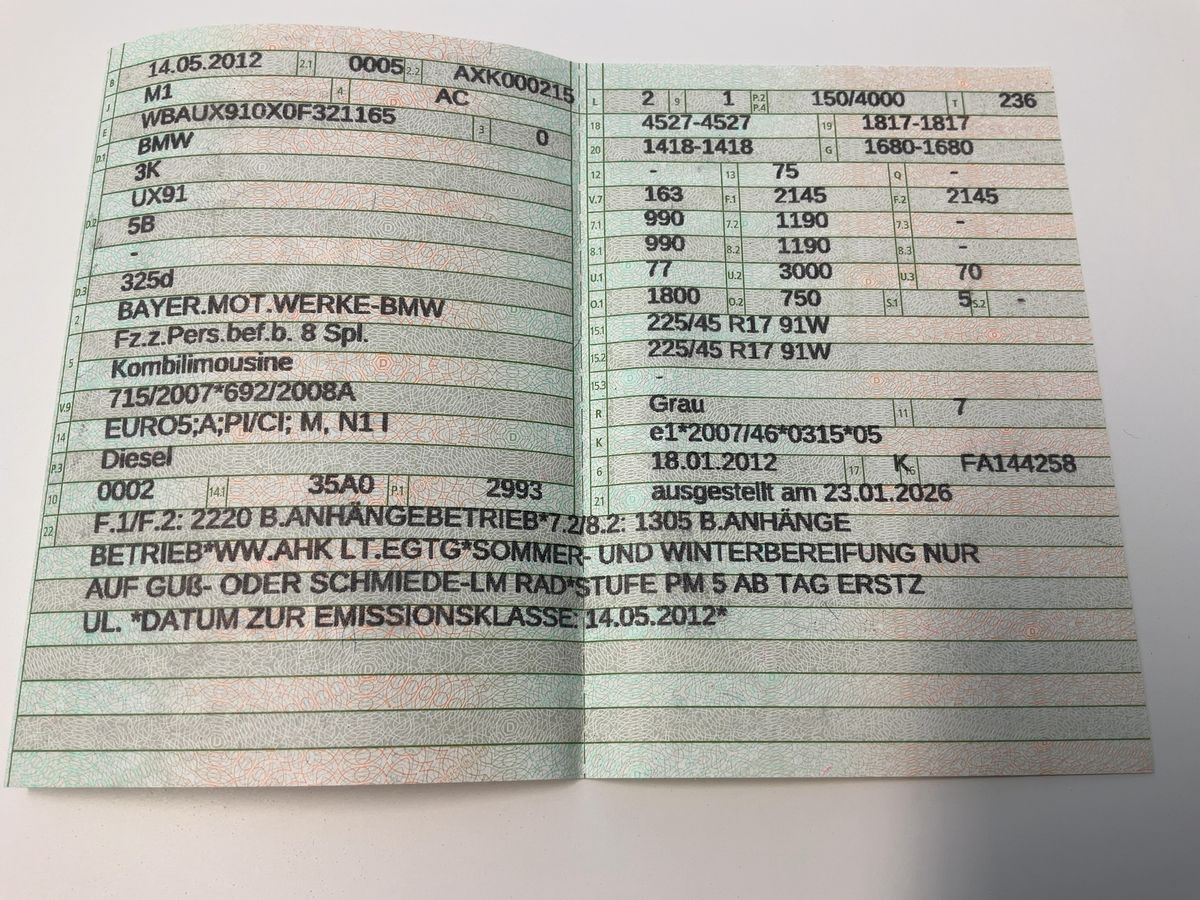 B 14.05.2012 2.1 0005 2.2 AXK000215
J M1 4 AC
E WBAUX910X0F321165 3 0
D.1 BMW
3K
D.2 UX91
5B
-
D.3 325d
2 BAYER.MOT.WERKE-BMW
5 Fz.z.Pers.bef.b. 8 Spl.
Kombilimousine
V.9 715/2007*692/2008A
14 EURO5;A;PI/CI; M, N1 I
P.3 Diesel
10 0002 14.1 35A0 P.1 2993
L 2 9 1 P.2 P.4 150/4000 T 236
18 4527-4527 19 1817-1817
20 1418-1418 G 1680-1680
12 - 13 75 Q -
V.7 163 F.1 2145 F.2 2145
7.1 990 7.2 1190 7.3 -
8.1 990 8.2 1190 8.3 -
U.1 77 U.2 3000 U.3 70
O.1 1800 O.2 750 S.1 5 S.2 -
15.1 225/45 R17 91W
15.2 225/45 R17 91W
15.3 -
R Grau 11 7
K e1*2007/46*0315*05
6 18.01.2012 17 K 16 FA144258
21 ausgestellt am 23.01.2026
22 F.1/F.2: 2220 B.ANHÄNGEBETRIEB*7.2/8.2: 1305 B.ANHÄNGE
BETRIEB*WW.AHK LT.EGTG*SOMMER- UND WINTERBEREIFUNG NUR
AUF GUß- ODER SCHMIEDE-LM RAD*STUFE PM 5 AB TAG ERSTZ
UL. *DATUM ZUR EMISSIONSKLASSE: 14.05.2012*